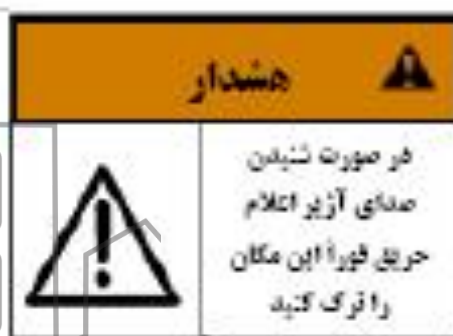 هشدار
در صورت شنیدن
صدای آژیر اعلام
حریق فوراً این مکان
را ترک کنید